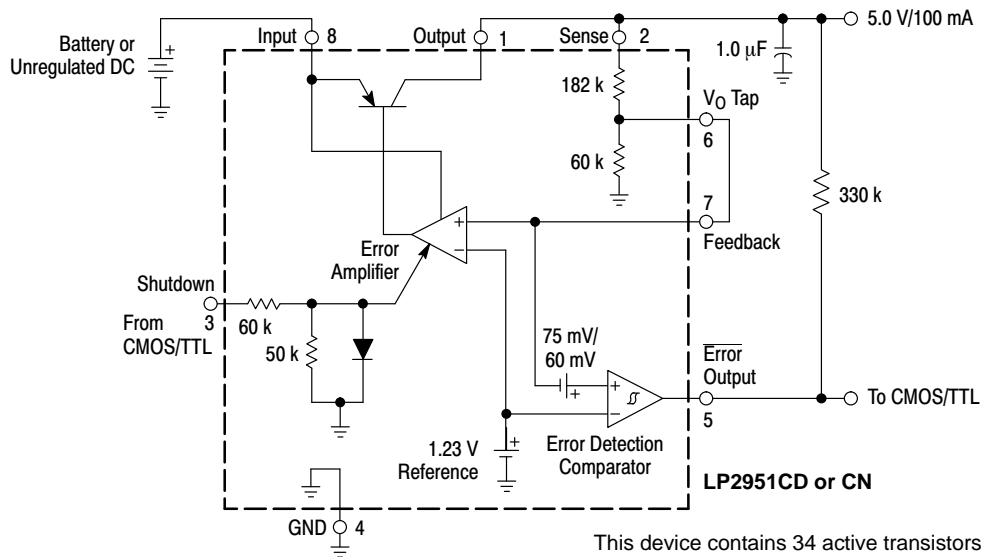 Battery or
Unregulated DC
+
Input
8
Output
1
Sense
2
5.0 V/100 mA
1.0 µF
182 k
VO Tap
6
60 k
330 k
7
Feedback
+
−
Error
Amplifier
Shutdown
3
From
CMOS/TTL
60 k
50 k
75 mV/
60 mV
+
+
−
Error
Output
5
To CMOS/TTL
1.23 V
Reference
+
Error Detection
Comparator
LP2951CD or CN
GND
4
This device contains 34 active transistors